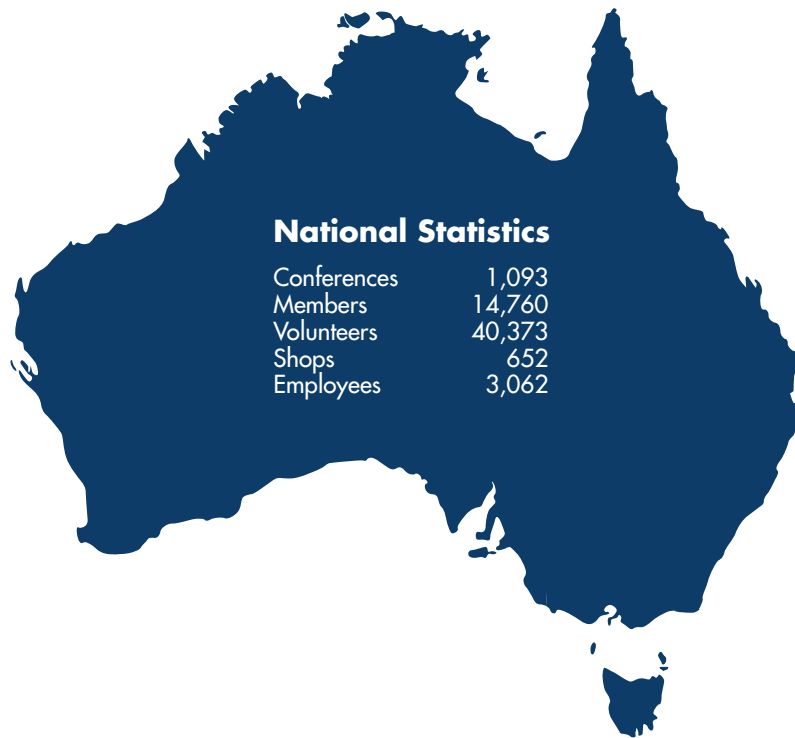 National Statistics
Conferences 1,093
Members 14,760
Volunteers 40,373
Shops 652
Employees 3,062